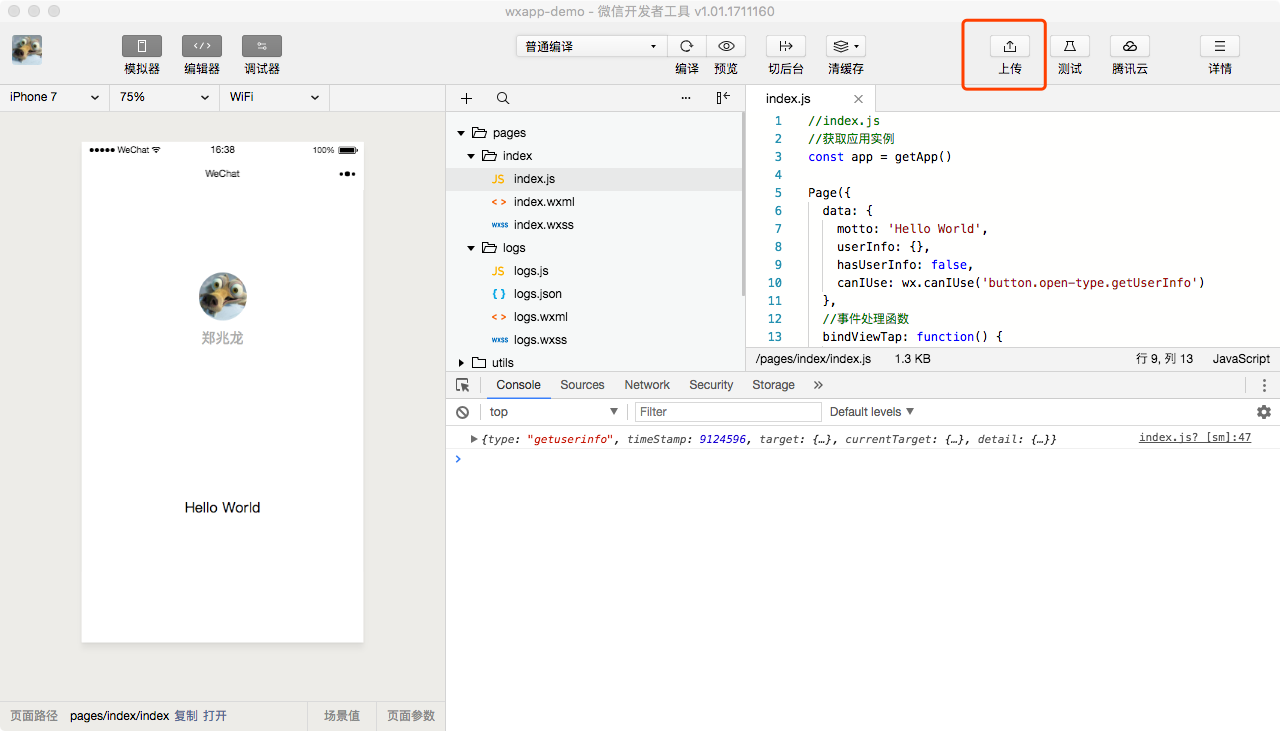 wxapp-demo - 微信开发者工具 v1.01.1711160
模拟器 编辑器 调试器
普通编译
编译 预览 切后台 清缓存
上传 测试 腾讯云 详情
iPhone 7 75% WiFi
WeChat 16:38 100%
WeChat
郑兆龙
Hello World
页面路径 pages/index/index 复制 打开 场景值 页面参数
pages
index
JS index.js
< > index.wxml
wxss index.wxss
logs
JS logs.js
{ } logs.json
< > logs.wxml
wxss logs.wxss
utils
index.js
1 //index.js
2 //获取应用实例
3 const app = getApp()
4
5 Page({
6 data: {
7 motto: 'Hello World',
8 userInfo: {},
9 hasUserInfo: false,
10 canIUse: wx.canIUse('button.open-type.getUserInfo')
11 },
12 //事件处理函数
13 bindViewTap: function() {
/pages/index/index.js 1.3 KB 行 9, 列 13 JavaScript
Console Sources Network Security Storage »
top Filter Default levels
{type: "getuserinfo", timeStamp: 9124596, target: {…}, currentTarget: {…}, detail: {…}} index.js? [sm]:47